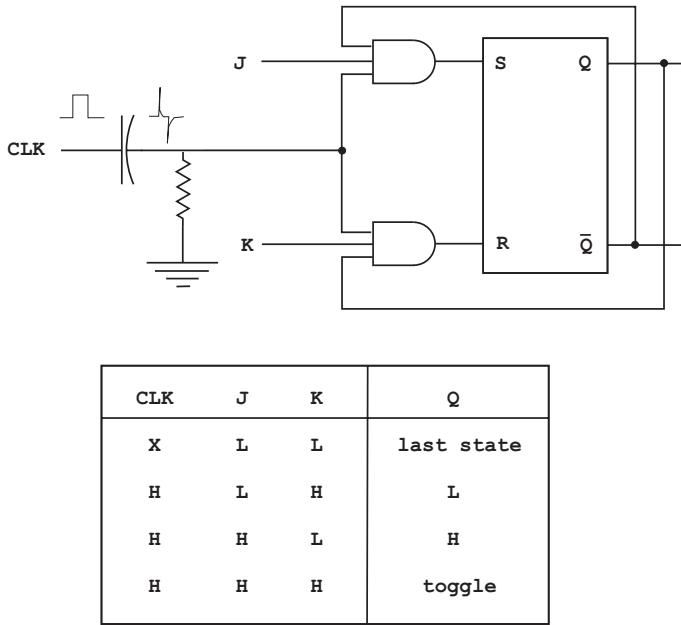 J
S
Q
CLK
K
R
Q̅
CLK J K Q
X L L last state
H L H L
H H L H
H H H toggle